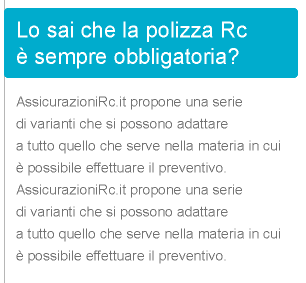 Lo sai che la polizza Rc
è sempre obbligatoria?
AssicurazioniRc.it propone una serie
di varianti che si possono adattare
a tutto quello che serve nella materia in cui
è possibile effettuare il preventivo.
AssicurazioniRc.it propone una serie
di varianti che si possono adattare
a tutto quello che serve nella materia in cui
è possibile effettuare il preventivo.